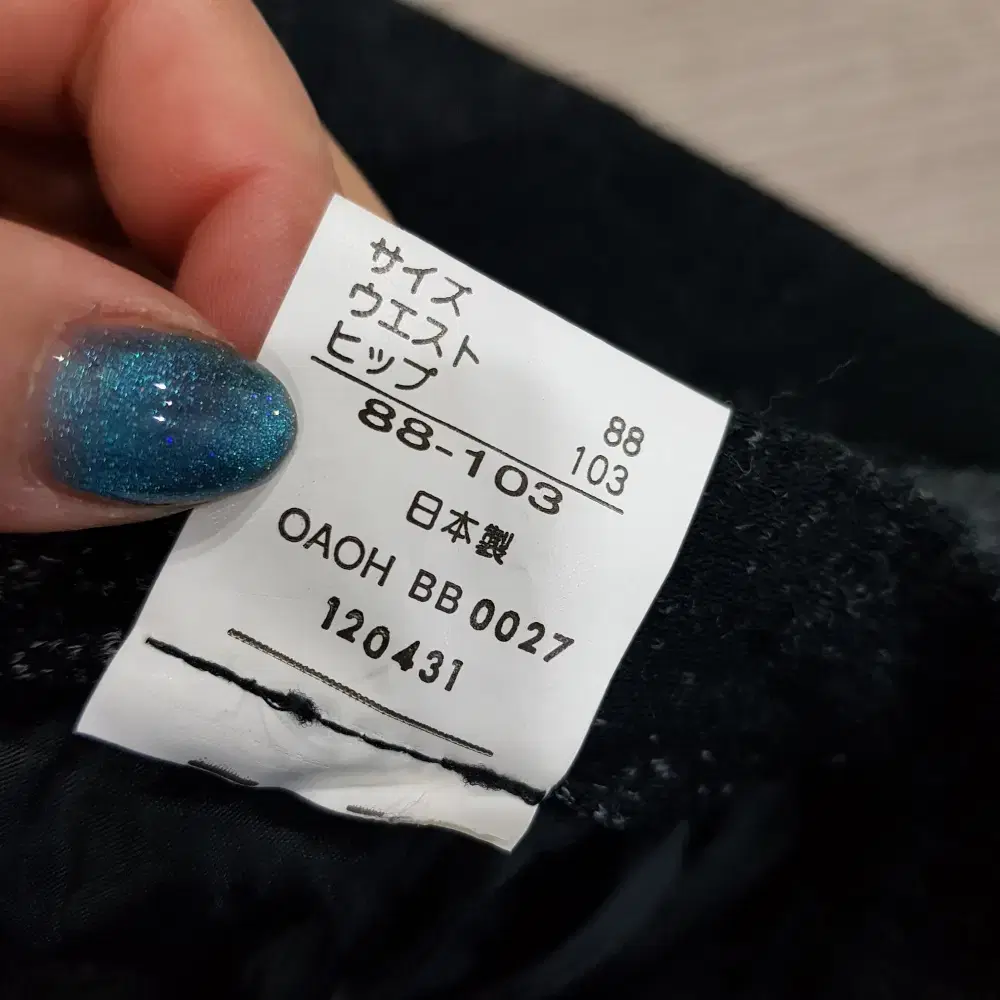 サイズ
ウエスト 88
ヒップ 103
88-103
日本製
OAOH BB 0027
120431